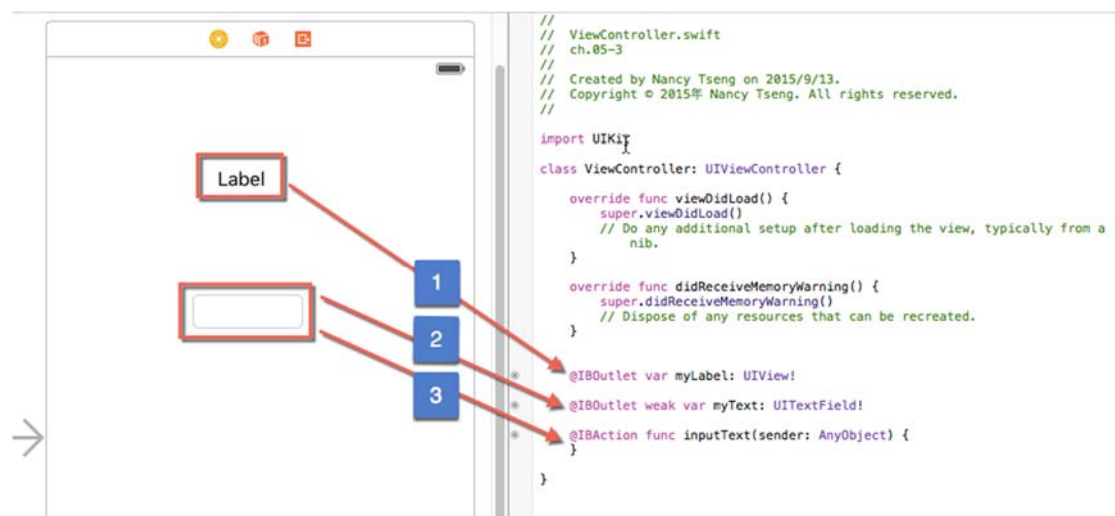 Label
1
2
3
//
// ViewController.swift
// ch.05-3
//
// Created by Nancy Tseng on 2015/9/13.
// Copyright © 2015年 Nancy Tseng. All rights reserved.
//
import UIKit
class ViewController: UIViewController {
override func viewDidLoad() {
super.viewDidLoad()
// Do any additional setup after loading the view, typically from a
nib.
}
override func didReceiveMemoryWarning() {
super.didReceiveMemoryWarning()
// Dispose of any resources that can be recreated.
}
@IBOutlet var myLabel: UIView!
@IBOutlet weak var myText: UITextField!
@IBAction func inputText(sender: AnyObject) {
}
}